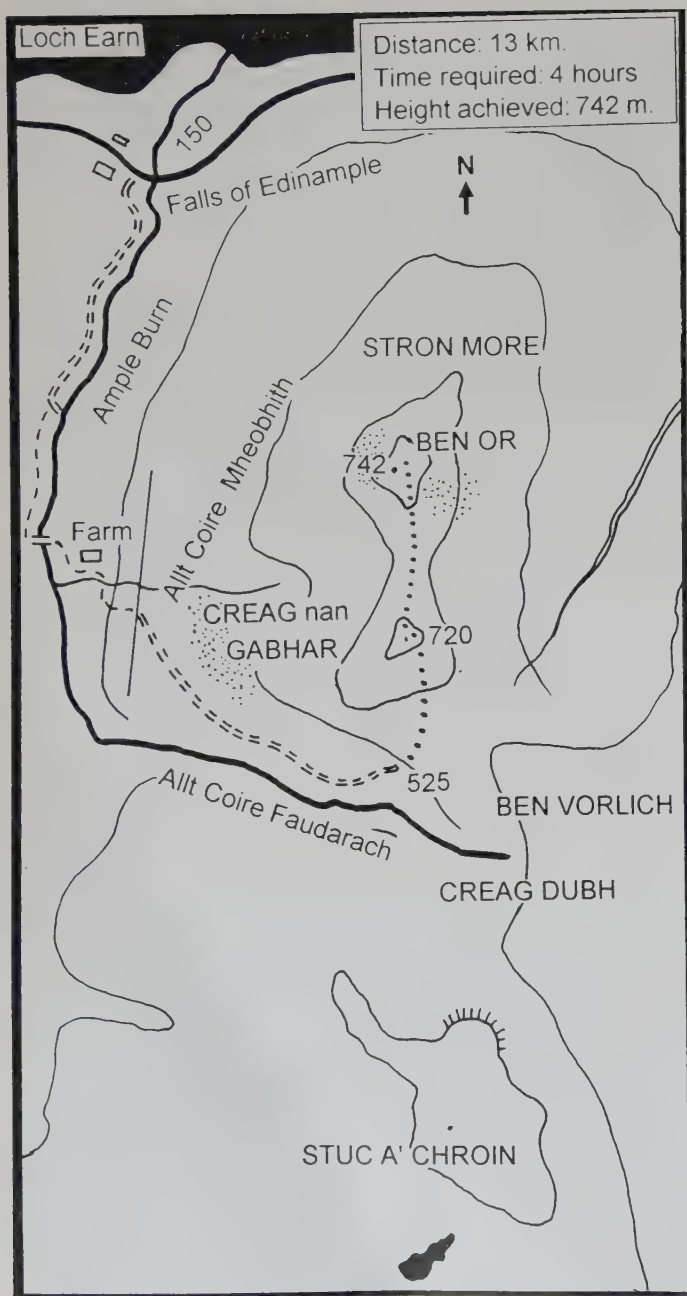 Loch Earn
Distance: 13 km.
Time required: 4 hours
Height achieved: 742 m.
150
Falls of Edinample
N
Ample Burn
STRON MORE
Allt Coire Mheobhith
BEN OR
742
Farm
CREAG nan
GABHAR
720
525
Allt Coire Faudarach
BEN VORLICH
CREAG DUBH
STUC A' CHROIN